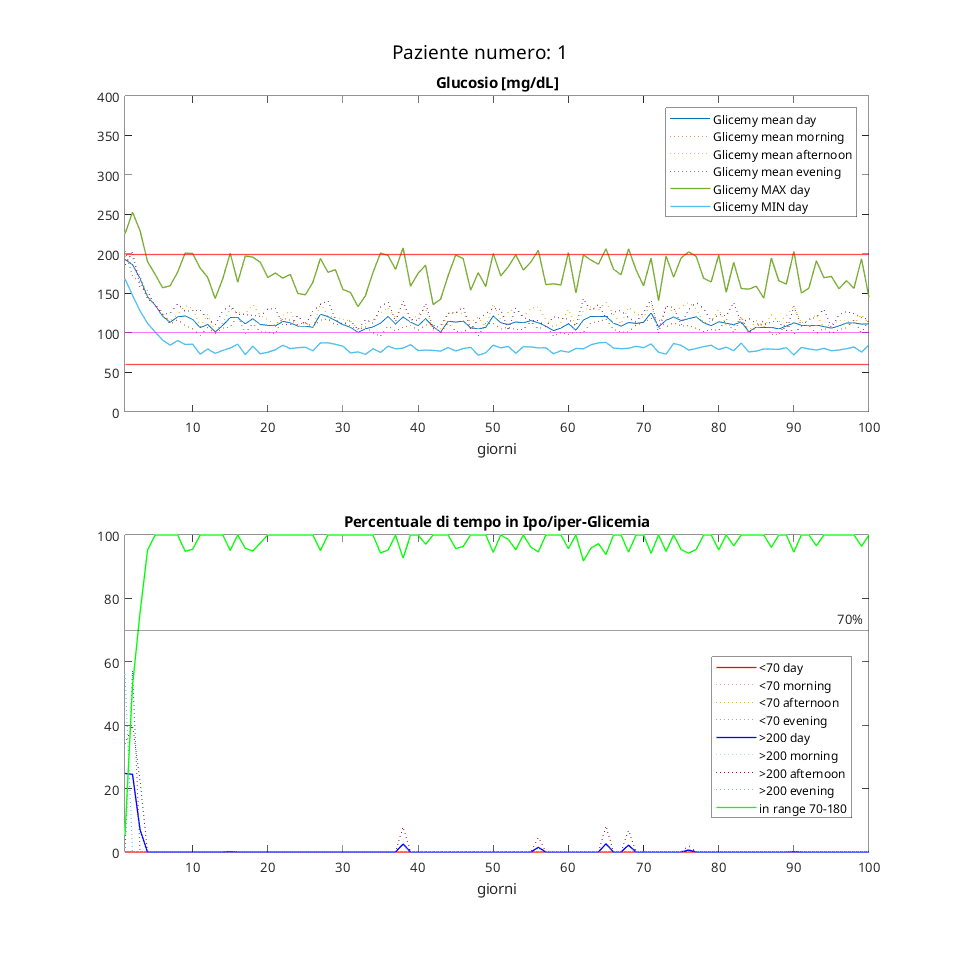 Paziente numero: 1
Glucosio [mg/dL]
400
350
300
250
200
150
100
50
0
Glicemy mean day
Glicemy mean morning
Glicemy mean afternoon
Glicemy mean evening
Glicemy MAX day
Glicemy MIN day
10 20 30 40 50 60 70 80 90 100
giorni
Percentuale di tempo in Ipo/iper-Glicemia
100
80
60
40
20
0
70%
<70 day
<70 morning
<70 afternoon
<70 evening
>200 day
>200 morning
>200 afternoon
>200 evening
in range 70-180
10 20 30 40 50 60 70 80 90 100
giorni